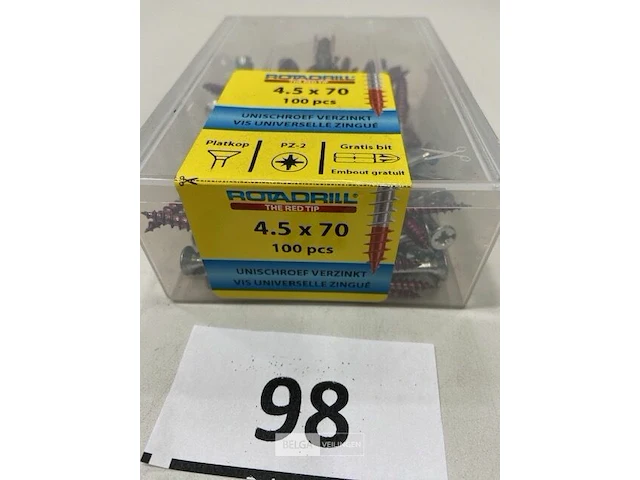 ROTADRILL
THE RED TIP
4.5 x 70
100 pcs
UNISCHROEF VERZINKT
VIS UNIVERSELLE ZINGUÉ
Platkop
PZ-2
Gratis bit
Embout gratuit
ROTADRILL®
THE RED TIP
4.5 x 70
100 pcs
UNISCHROEF VERZINKT
VIS UNIVERSELLE ZINGUÉ
98
BELGA VEILINGEN